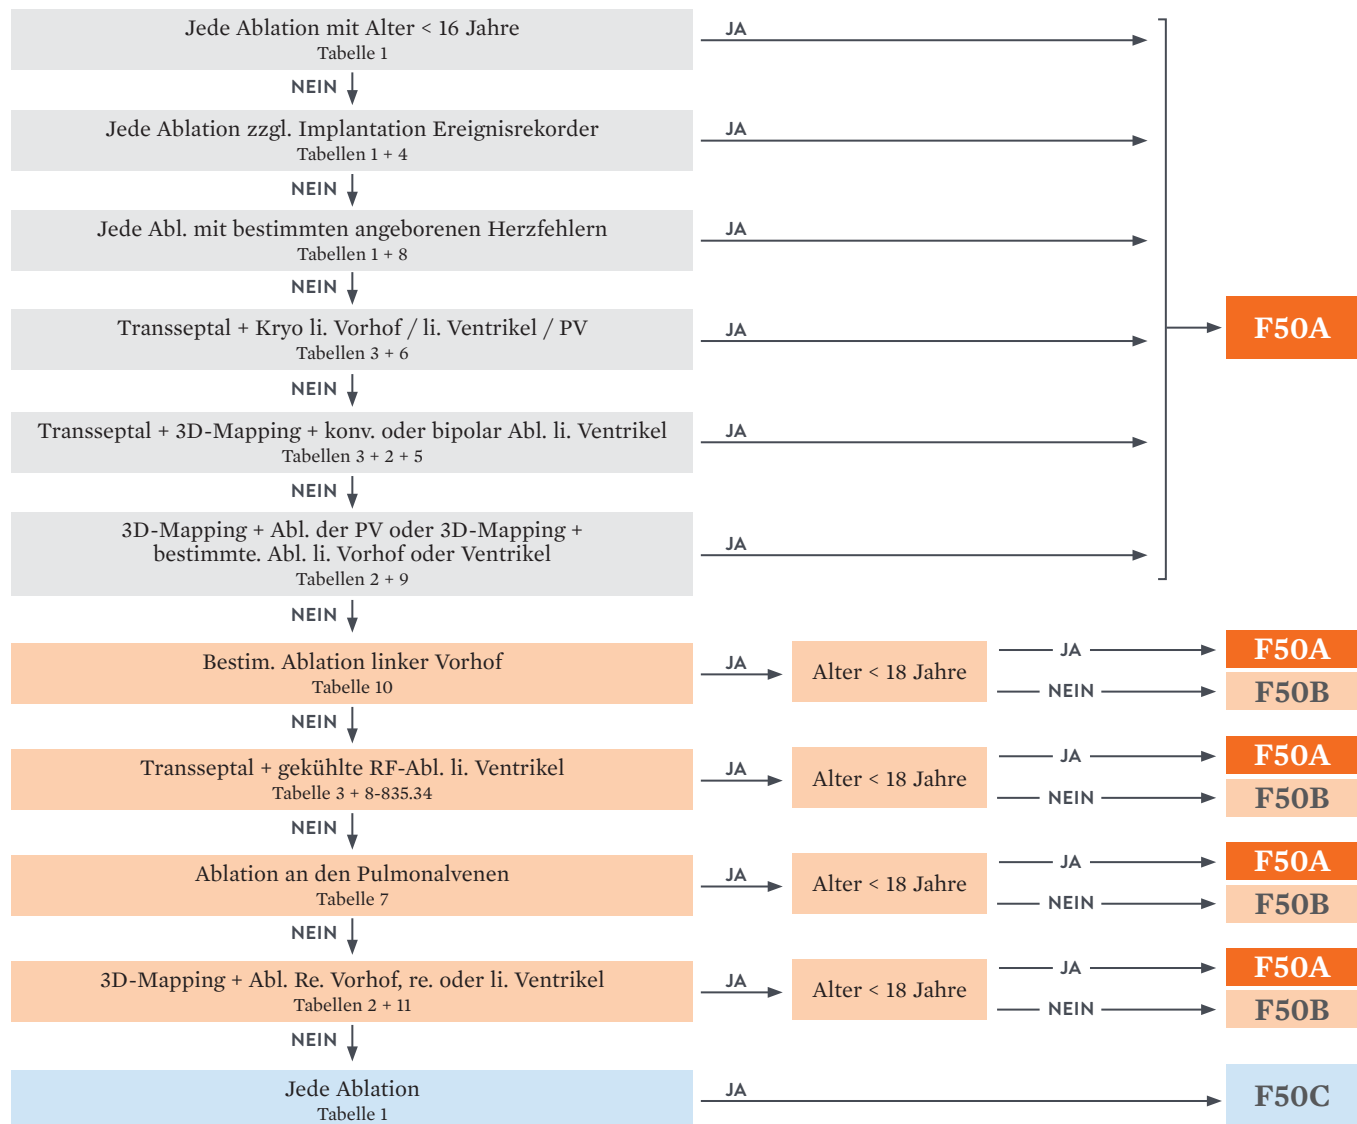 Jede Ablation mit Alter < 16 Jahre
Tabelle 1
JA
NEIN
Jede Ablation zzgl. Implantation Ereignisrekorder
Tabellen 1 + 4
JA
NEIN
Jede Abl. mit bestimmten angeborenen Herzfehlern
Tabellen 1 + 8
JA
NEIN
Transseptal + Kryo li. Vorhof / li. Ventrikel / PV
Tabellen 3 + 6
JA
F50A
NEIN
Transseptal + 3D-Mapping + konv. oder bipolar Abl. li. Ventrikel
Tabellen 3 + 2 + 5
JA
NEIN
3D-Mapping + Abl. der PV oder 3D-Mapping +
bestimmte. Abl. li. Vorhof oder Ventrikel
Tabellen 2 + 9
JA
NEIN
Bestim. Ablation linker Vorhof
Tabelle 10
JA
Alter < 18 Jahre
JA
F50A
NEIN
F50B
NEIN
Transseptal + gekühlte RF-Abl. li. Ventrikel
Tabelle 3 + 8-835.34
JA
Alter < 18 Jahre
JA
F50A
NEIN
F50B
NEIN
Ablation an den Pulmonalvenen
Tabelle 7
JA
Alter < 18 Jahre
JA
F50A
NEIN
F50B
NEIN
3D-Mapping + Abl. Re. Vorhof, re. oder li. Ventrikel
Tabellen 2 + 11
JA
Alter < 18 Jahre
JA
F50A
NEIN
F50B
NEIN
Jede Ablation
Tabelle 1
JA
F50C